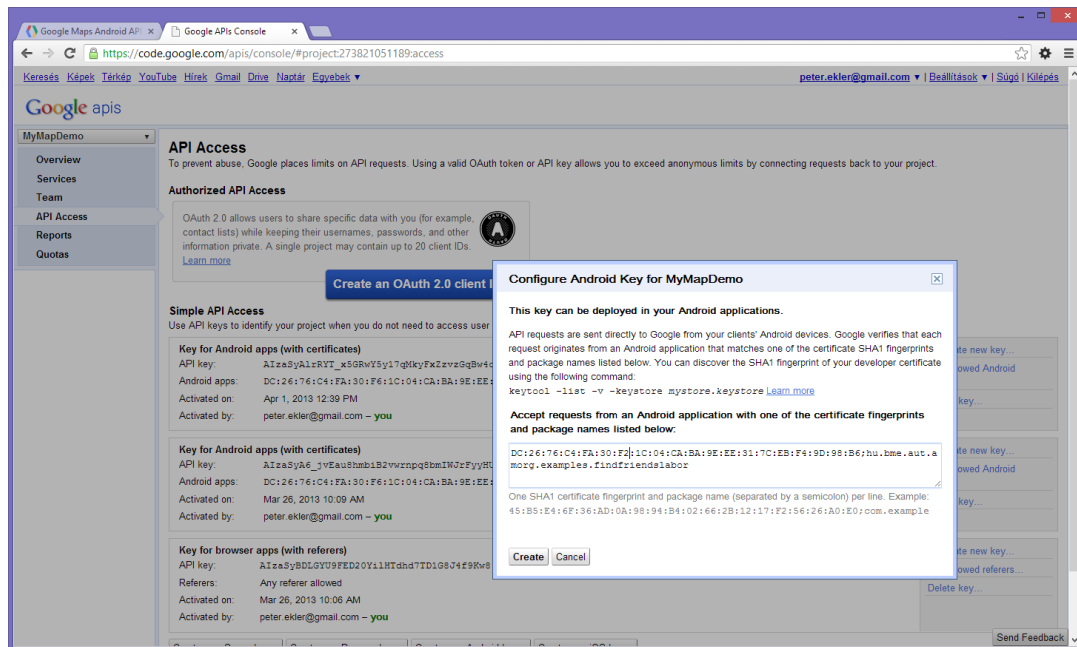 Google Maps Android API
Google APIs Console
https://code.google.com/apis/console/#project:273821051189:access
Keresés Képek Térkép YouTube Hírek Gmail Drive Naptár Egyebek ▼
peter.ekler@gmail.com ▼ | Beállítások ▼ | Súgó | Kilépés
Google apis
MyMapDemo
Overview
Services
Team
API Access
Reports
Quotas
API Access
To prevent abuse, Google places limits on API requests. Using a valid OAuth token or API key allows you to exceed anonymous limits by connecting requests back to your project.
Authorized API Access
OAuth 2.0 allows users to share specific data with you (for example,
contact lists) while keeping their usernames, passwords, and other
information private. A single project may contain up to 20 client IDs.
Learn more
Create an OAuth 2.0 client
Simple API Access
Use API keys to identify your project when you do not need to access user
Key for Android apps (with certificates)
API key:
Android apps: DC:26:76:C4:FA:30:F6:1C:04:CA:BA:9E:EE:
Activated on: Apr 1, 2013 12:39 PM
Activated by: peter.ekler@gmail.com – you
Key for Android apps (with certificates)
API key:
Android apps: DC:26:76:C4:FA:30:F6:1C:04:CA:BA:9E:EE:
Activated on: Mar 26, 2013 10:09 AM
Activated by: peter.ekler@gmail.com – you
Key for browser apps (with referers)
API key:
Referers: Any referer allowed
Activated on: Mar 26, 2013 10:06 AM
Activated by: peter.ekler@gmail.com – you
new key...
Android
key...
new key...
Android
key...
new key...
referers...
Delete key...
Configure Android Key for MyMapDemo
This key can be deployed in your Android applications.
API requests are sent directly to Google from your clients' Android devices. Google verifies that each
request originates from an Android application that matches one of the certificate SHA1 fingerprints
and package names listed below. You can discover the SHA1 fingerprint of your developer certificate
using the following command:
keytool -list -v -keystore mystore.keystore Learn more
Accept requests from an Android application with one of the certificate fingerprints
and package names listed below:
DC:26:76:C4:FA:30:F2:1C:04:CA:BA:9E:EE:31:7C:EB:F4:9D:98:B6;hu.bme.aut.a
morg.examples.findfriendslabor
One SHA1 certificate fingerprint and package name (separated by a semicolon) per line. Example:
45:B5:E4:6F:36:AD:0A:98:94:B4:02:66:2B:12:17:F2:56:26:A0:E0;com.example
Create Cancel
Send Feedback